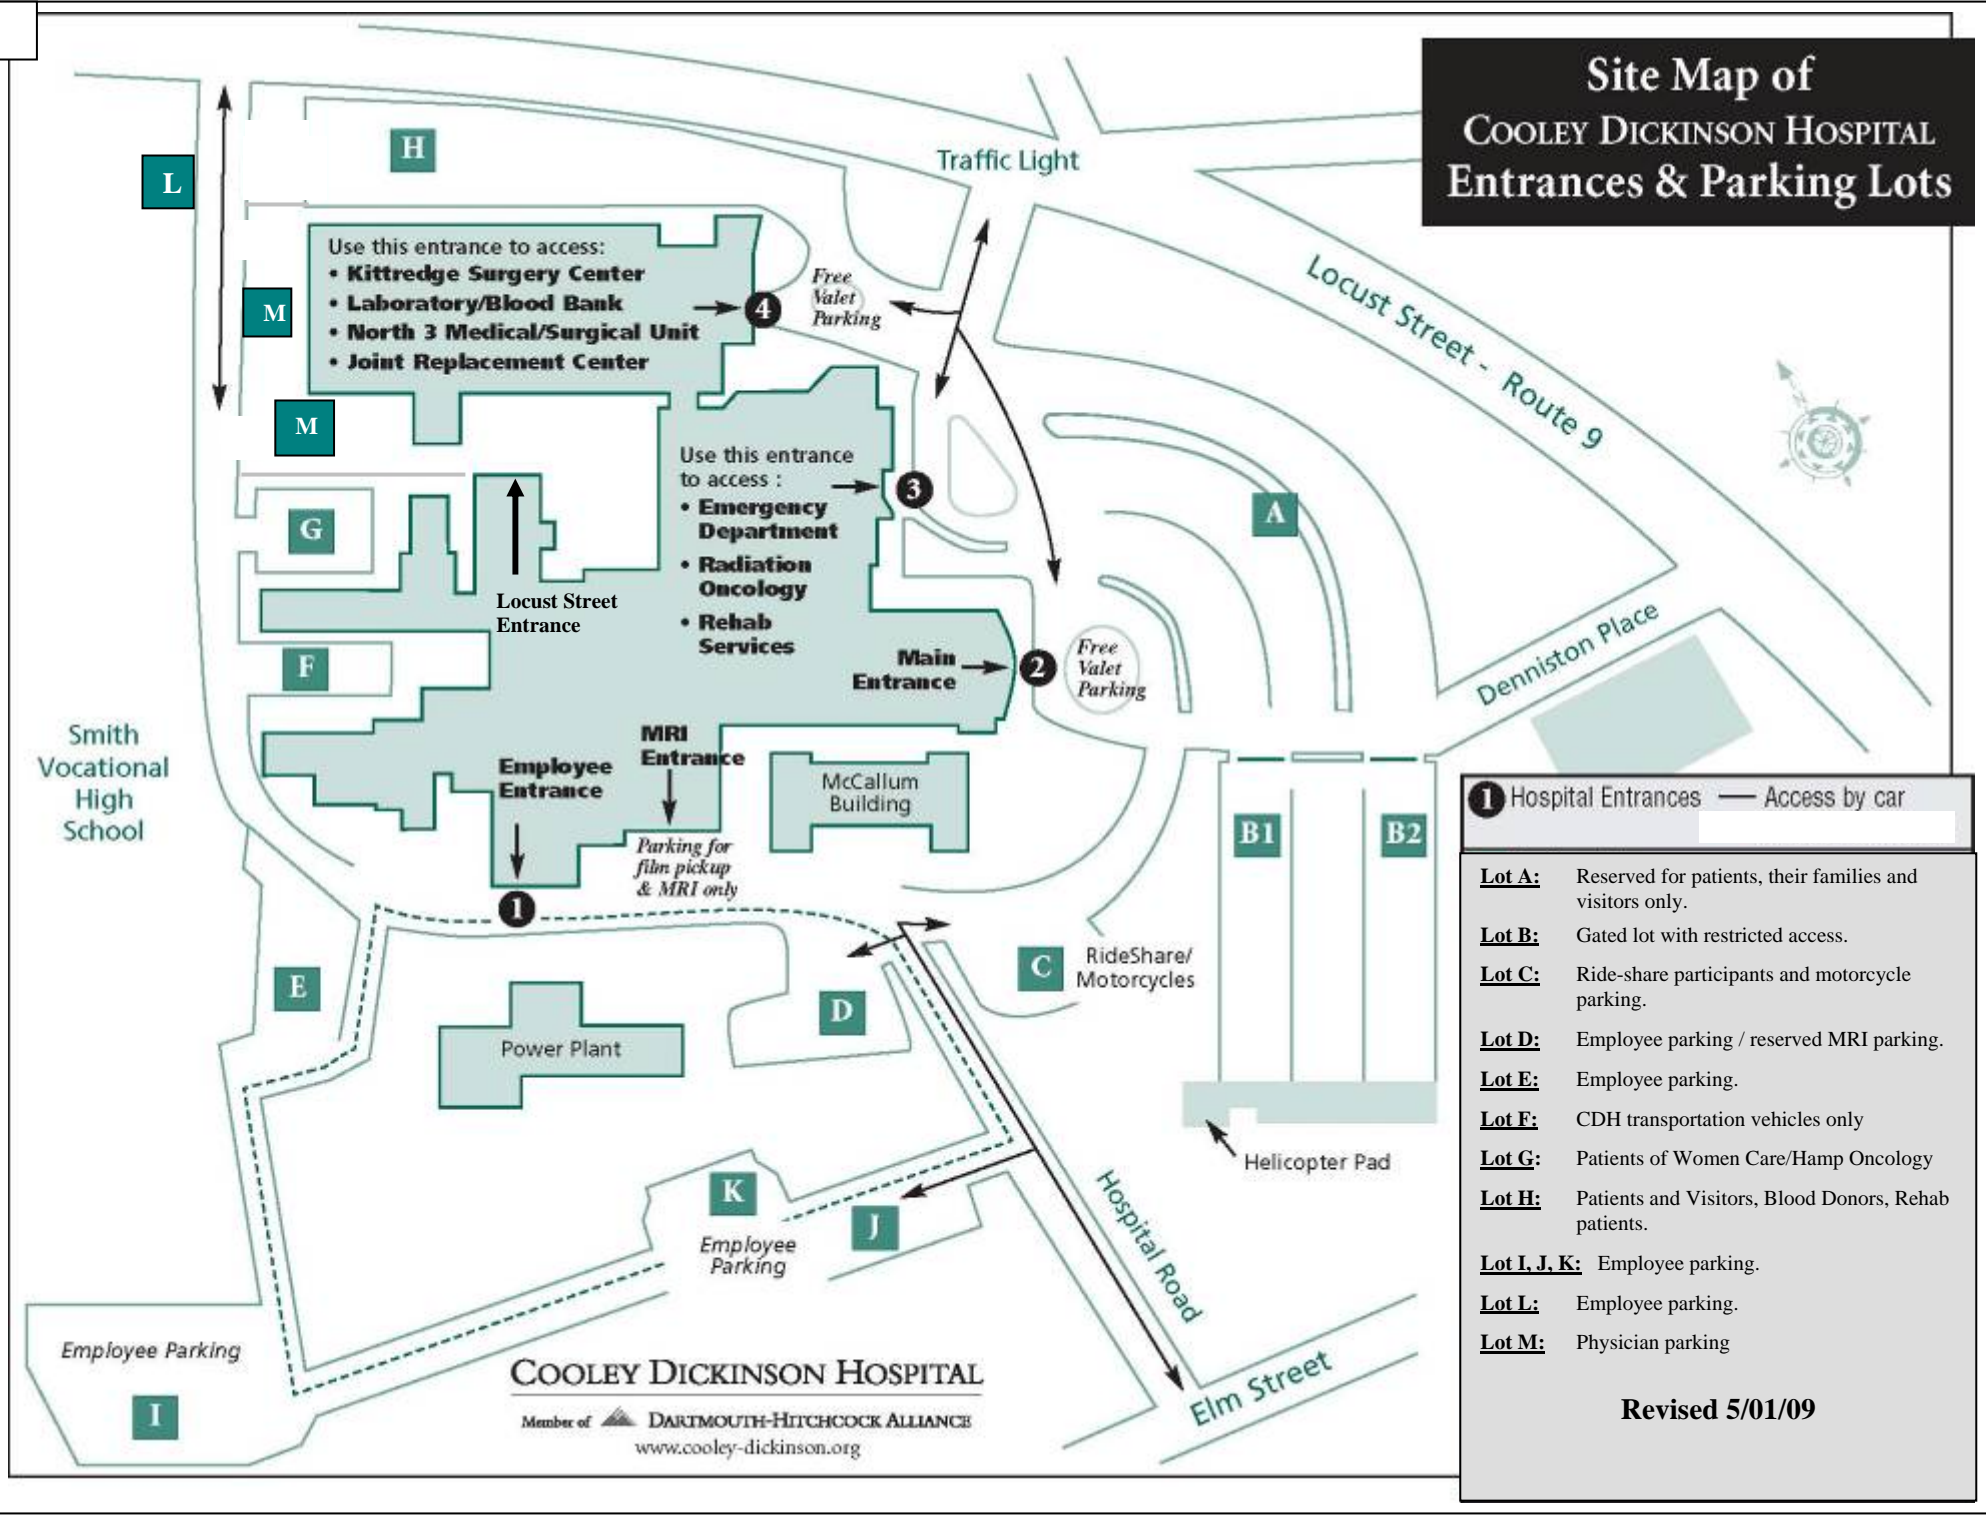 Site Map of
COOLEY DICKINSON HOSPITAL
Entrances & Parking Lots
H
Traffic Light
L
Use this entrance to access:
• Kittredge Surgery Center
• Laboratory/Blood Bank
• North 3 Medical/Surgical Unit
• Joint Replacement Center
4
Free
Valet
Parking
M
M
Locust Street - Route 9
N
Use this entrance
to access :
• Emergency
Department
• Radiation
Oncology
• Rehab
Services
3
A
G
Locust Street
Entrance
F
Main
Entrance
2
Free
Valet
Parking
Denniston Place
Smith
Vocational
High
School
MRI
Entrance
Employee
Entrance
McCallum
Building
Parking for
film pickup
& MRI only
1
B1
B2
E
C
RideShare/
Motorcycles
D
Power Plant
Helicopter Pad
K
Employee
Parking
J
Hospital Road
Employee Parking
I
Elm Street
COOLEY DICKINSON HOSPITAL
Member of DARTMOUTH-HITCHCOCK ALLIANCE
www.cooley-dickinson.org
1 Hospital Entrances — Access by car
Lot A: Reserved for patients, their families and
visitors only.
Lot B: Gated lot with restricted access.
Lot C: Ride-share participants and motorcycle
parking.
Lot D: Employee parking / reserved MRI parking.
Lot E: Employee parking.
Lot F: CDH transportation vehicles only
Lot G: Patients of Women Care/Hamp Oncology
Lot H: Patients and Visitors, Blood Donors, Rehab
patients.
Lot I, J, K: Employee parking.
Lot L: Employee parking.
Lot M: Physician parking
Revised 5/01/09